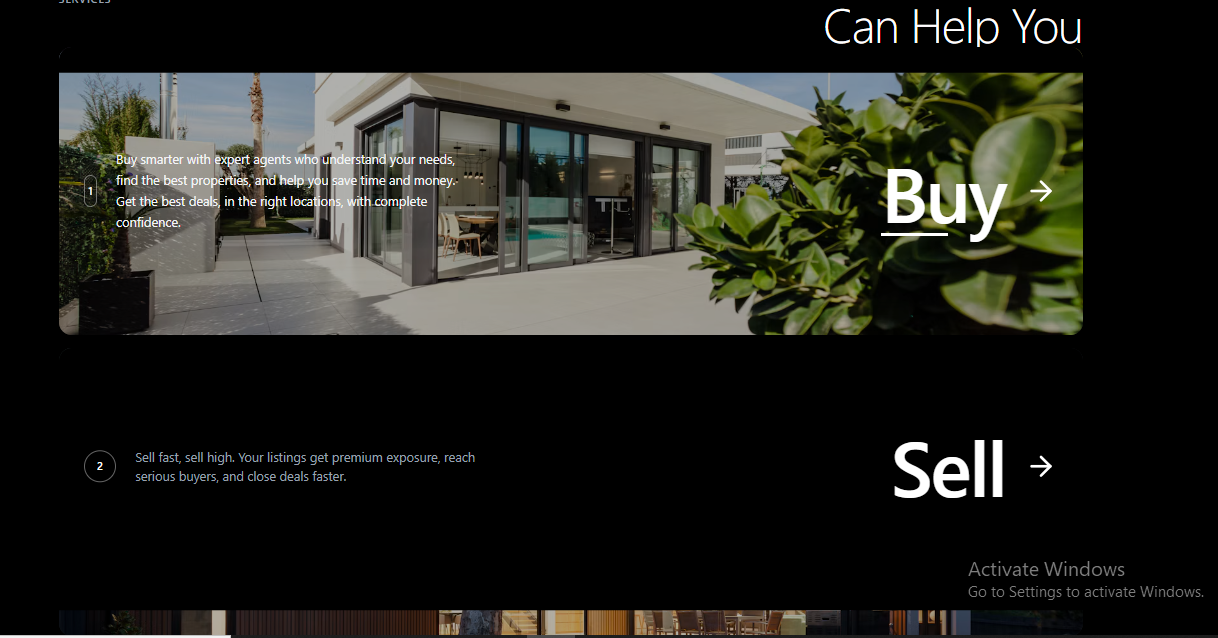 SERVICES
Can Help You
1
Buy smarter with expert agents who understand your needs,
find the best properties, and help you save time and money.
Get the best deals, in the right locations, with complete
confidence.
Buy
2
Sell fast, sell high. Your listings get premium exposure, reach
serious buyers, and close deals faster.
Sell
Activate Windows
Go to Settings to activate Windows.